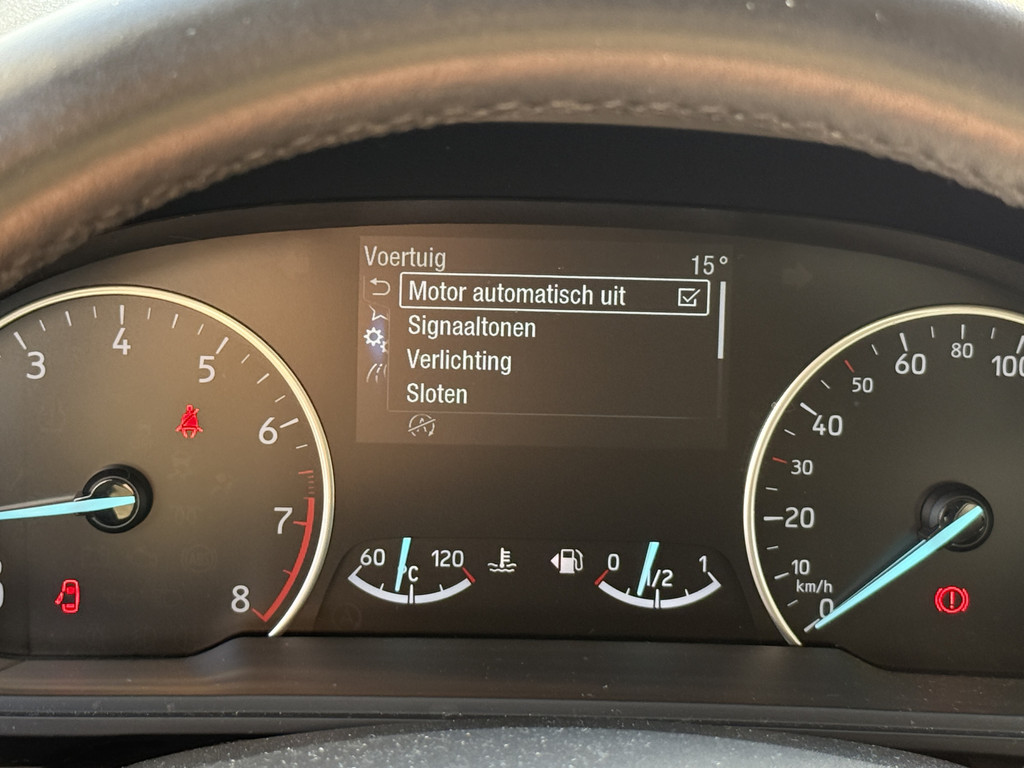 Voertuig 15°
Motor automatisch uit
Signaaltonen
Verlichting
Sloten
3 4 5 6 7 8
60 °C 120
0 1/2 1
0 10 20 30 40 50 60 80 100
km/h